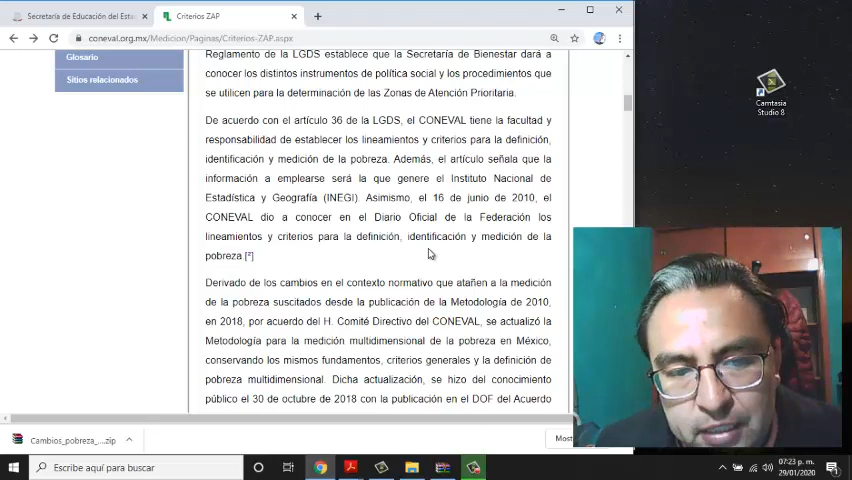 Secretaría de Educación del Esta
Criterios ZAP
coneval.org.mx/Medicion/Paginas/Criterios-ZAP.aspx
Glosario
Sitios relacionados
Reglamento de la LGDS establece que la Secretaría de Bienestar dará a
conocer los distintos instrumentos de política social y los procedimientos que
se utilicen para la determinación de las Zonas de Atención Prioritaria.
De acuerdo con el artículo 36 de la LGDS, el CONEVAL tiene la facultad y
responsabilidad de establecer los lineamientos y criterios para la definición,
identificación y medición de la pobreza. Además, el artículo señala que la
información a emplearse será la que genere el Instituto Nacional de
Estadística y Geografía (INEGI). Asimismo, el 16 de junio de 2010, el
CONEVAL dio a conocer en el Diario Oficial de la Federación los
lineamientos y criterios para la definición, identificación y medición de la
pobreza [²]
Derivado de los cambios en el contexto normativo que atañen a la medición
de la pobreza suscitados desde la publicación de la Metodología de 2010,
en 2018, por acuerdo del H. Comité Directivo del CONEVAL, se actualizó la
Metodología para la medición multidimensional de la pobreza en México,
conservando los mismos fundamentos, criterios generales y la definición de
pobreza multidimensional. Dicha actualización, se hizo del conocimiento
público el 30 de octubre de 2018 con la publicación en el DOF del Acuerdo
Camtasia
Studio 8
Cambios_pobreza_....zip
Most
Escribe aquí para buscar
07:23 p. m.
29/01/2020